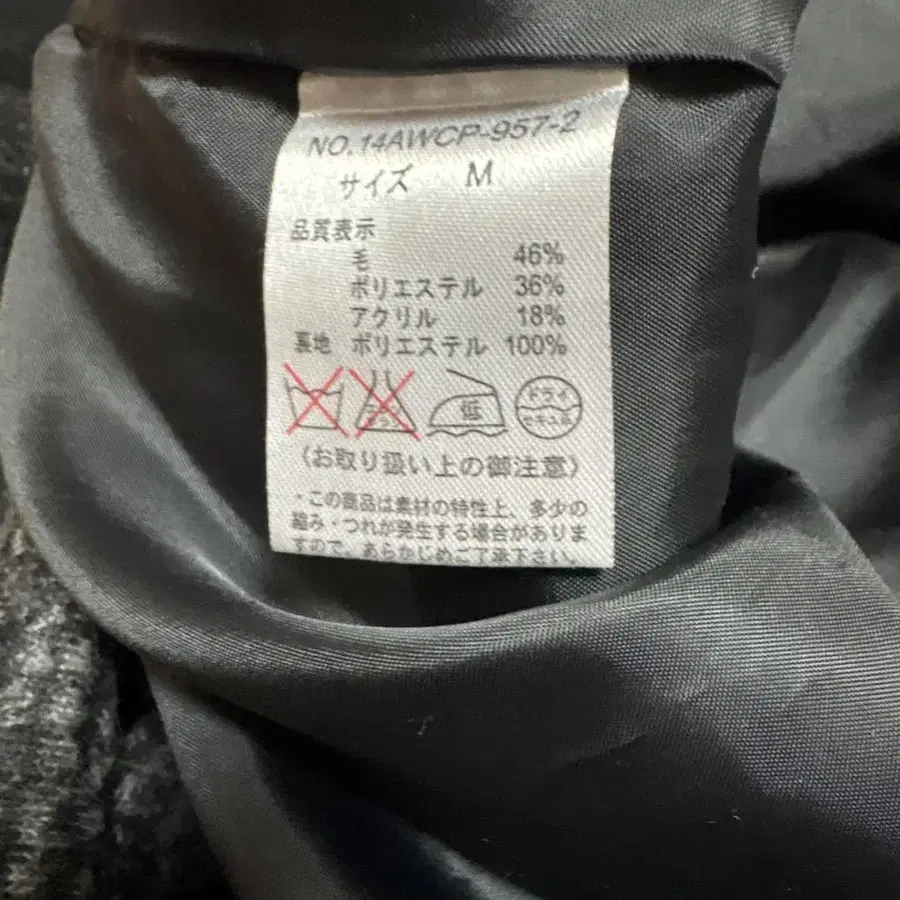 NO.14AWCP-957-2
サイズ M
品質表示
毛 46%
ポリエステル 36%
アクリル 18%
裏地 ポリエステル 100%
低 ドライ
〈お取り扱い上の御注意〉
・この商品は素材の特性上、多少の
縮み・つれが発生する場合がありま
すので、あらかじめご了承下さい。